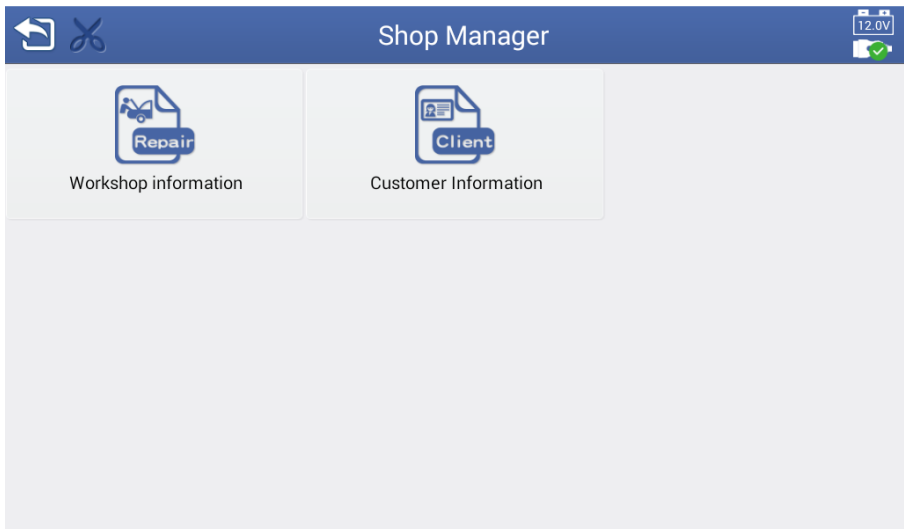 Shop Manager
12.0V
Repair
Client
Workshop information
Customer Information